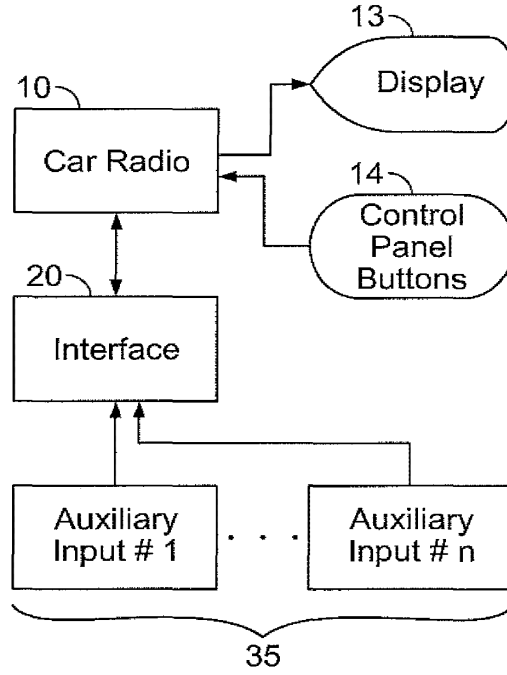 13
Display
10
Car Radio
14
Control
Panel
Buttons
20
Interface
Auxiliary
Input # 1
. . .
Auxiliary
Input # n
35